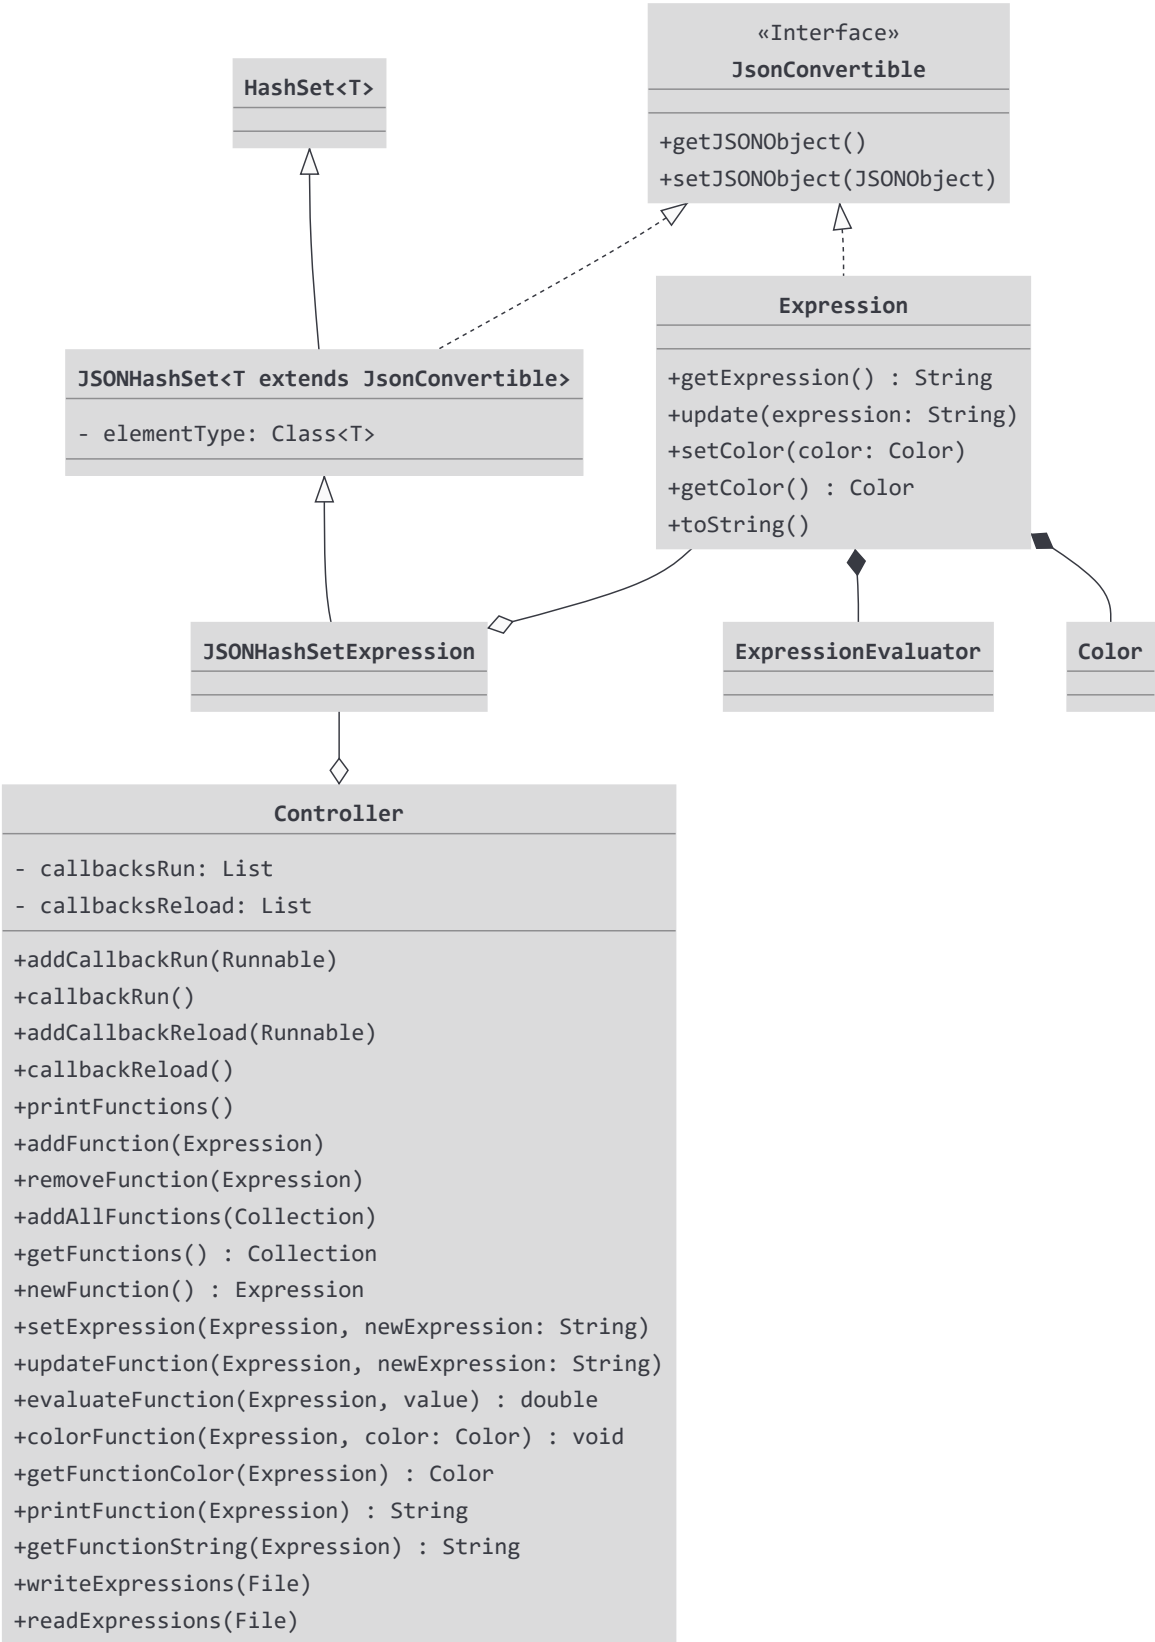 «Interface»
JsonConvertible
+getJSONObject()
+setJSONObject(JSONObject)
HashSet<T>
Expression
+getExpression() : String
+update(expression: String)
+setColor(color: Color)
+getColor() : Color
+toString()
JSONHashSet<T extends JsonConvertible>
- elementType: Class<T>
JSONHashSetExpression
ExpressionEvaluator
Color
Controller
- callbacksRun: List
- callbacksReload: List
+addCallbackRun(Runnable)
+callbackRun()
+addCallbackReload(Runnable)
+callbackReload()
+printFunctions()
+addFunction(Expression)
+removeFunction(Expression)
+addAllFunctions(Collection)
+getFunctions() : Collection
+newFunction() : Expression
+setExpression(Expression, newExpression: String)
+updateFunction(Expression, newExpression: String)
+evaluateFunction(Expression, value) : double
+colorFunction(Expression, color: Color) : void
+getFunctionColor(Expression) : Color
+printFunction(Expression) : String
+getFunctionString(Expression) : String
+writeExpressions(File)
+readExpressions(File)